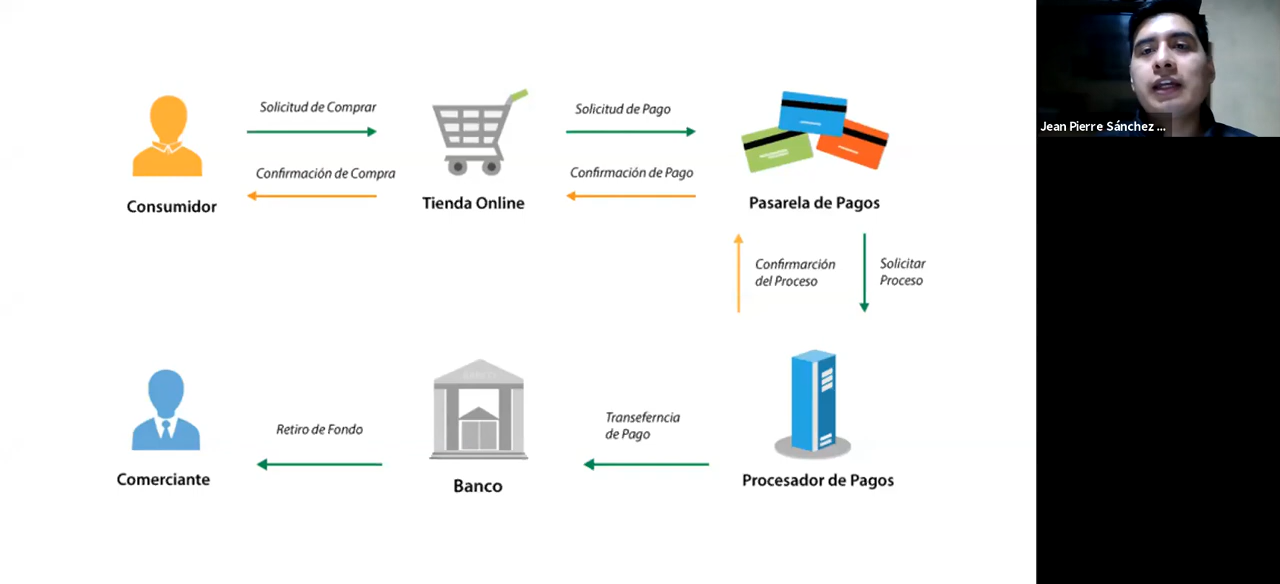 Solicitud de Comprar
Solicitud de Pago
Jean Pierre Sánchez ...
Confirmación de Compra
Confirmación de Pago
Consumidor
Tienda Online
Pasarela de Pagos
Confirmarción
del Proceso
Solicitar
Proceso
Retiro de Fondo
Transeferncia
de Pago
Comerciante
Banco
Procesador de Pagos